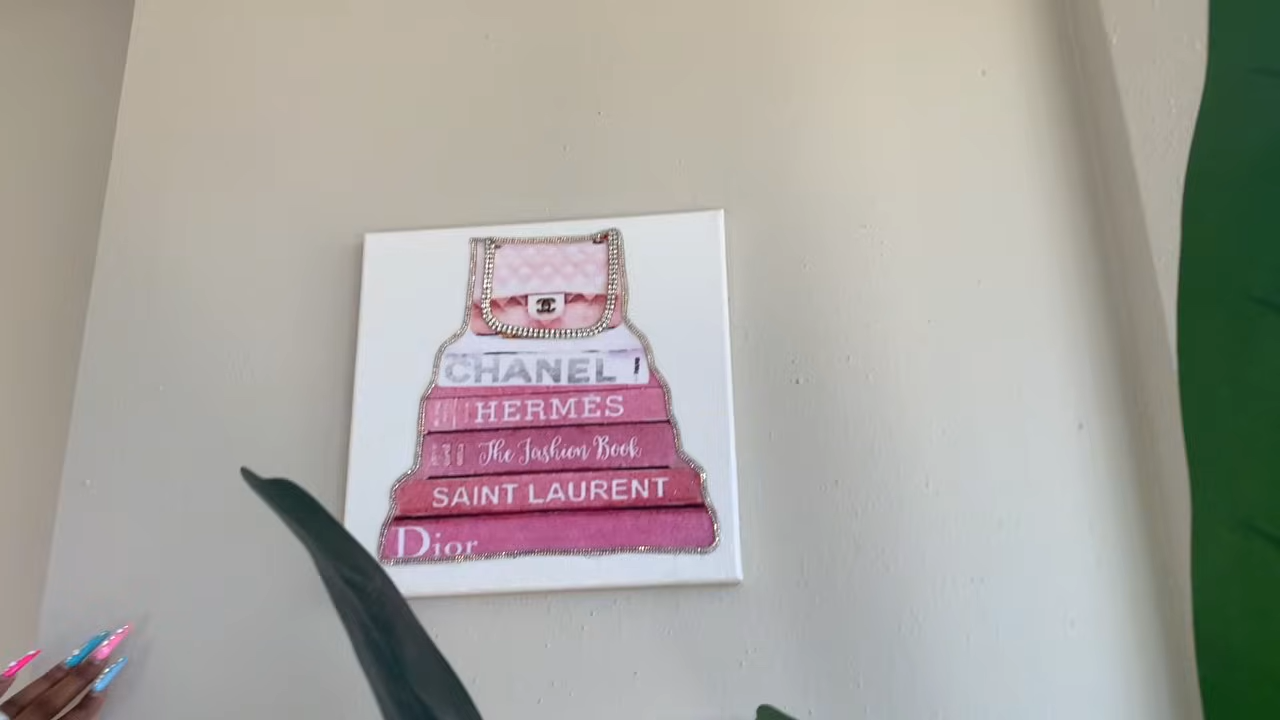 CHANEL
HERMES
The Fashion Book
SAINT LAURENT
Dior